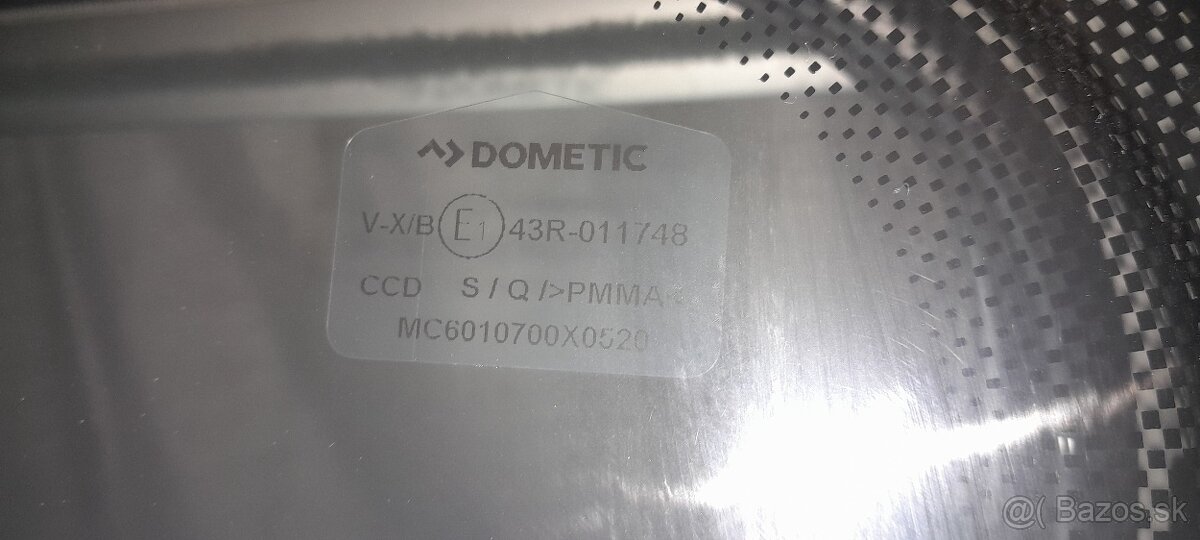 DOMETIC
V-X/B E1 43R-011748
CCD S / Q />PMMA<
MC6010700X0520
@( Bazos.sk